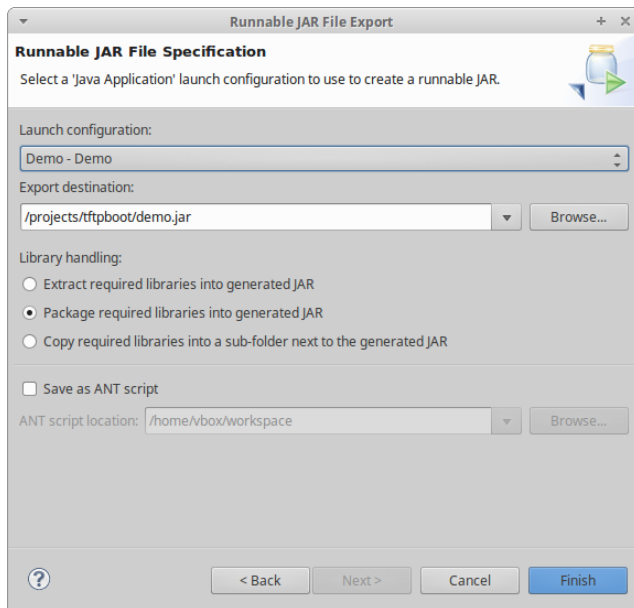 Runnable JAR File Export
Runnable JAR File Specification
Select a 'Java Application' launch configuration to use to create a runnable JAR.
Launch configuration:
Demo - Demo
Export destination:
/projects/tftpboot/demo.jar
Browse...
Library handling:
Extract required libraries into generated JAR
Package required libraries into generated JAR
Copy required libraries into a sub-folder next to the generated JAR
Save as ANT script
ANT script location: /home/vbox/workspace Browse...
? < Back Next > Cancel Finish